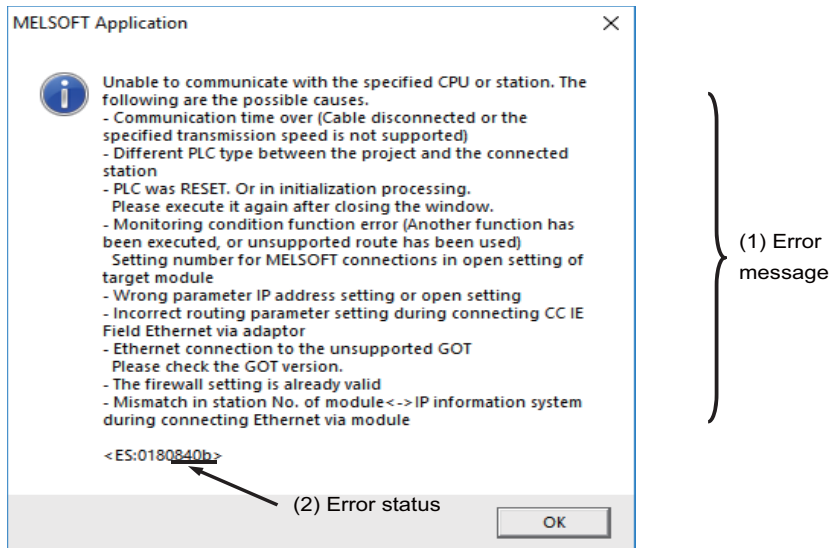 MELSOFT Application
Unable to communicate with the specified CPU or station. The
following are the possible causes.
- Communication time over (Cable disconnected or the
specified transmission speed is not supported)
- Different PLC type between the project and the connected
station
- PLC was RESET. Or in initialization processing.
Please execute it again after closing the window.
- Monitoring condition function error (Another function has
been executed, or unsupported route has been used)
Setting number for MELSOFT connections in open setting of
target module
- Wrong parameter IP address setting or open setting
- Incorrect routing parameter setting during connecting CC IE
Field Ethernet via adaptor
- Ethernet connection to the unsupported GOT
Please check the GOT version.
- The firewall setting is already valid
- Mismatch in station No. of module<->IP information system
during connecting Ethernet via module
<ES:0180840b>
(2) Error status
OK
(1) Error
message